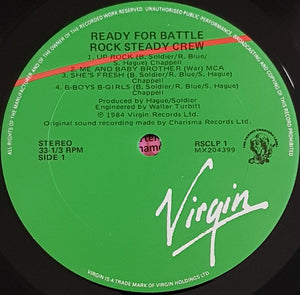 ALL RIGHTS OF THE PRODUCER AND OF THE OWNER OF THE RECORDED WORK RESERVED. UNAUTHORISED PUBLIC PERFORMANCE, BROADCASTING AND COPYING OF THIS RECORD PROHIBITED
READY FOR BATTLE
ROCK STEADY CREW
1. UP ROCK (B. Soldier/R. Blue/
S. Hague) Chappell
2. ME AND BABY BROTHER (War) MCA
3. SHE'S FRESH (B. Soldier/R. Blue/S. Hague)
Chappell
4. B-BOYS B-GIRLS (B. Soldier/R. Blue/S. Hague)
Chappell
Produced by Hague/Soldier
Engineered by Walter Turbitt
℗ 1984 Virgin Records Ltd.
Original sound recording made by Charisma Records Ltd.
STEREO
33-1/3 RPM
SIDE 1
RSCLP 1
MX204399
Virgin
VIRGIN IS A TRADE MARK OF VIRGIN HOLDINGS LTD